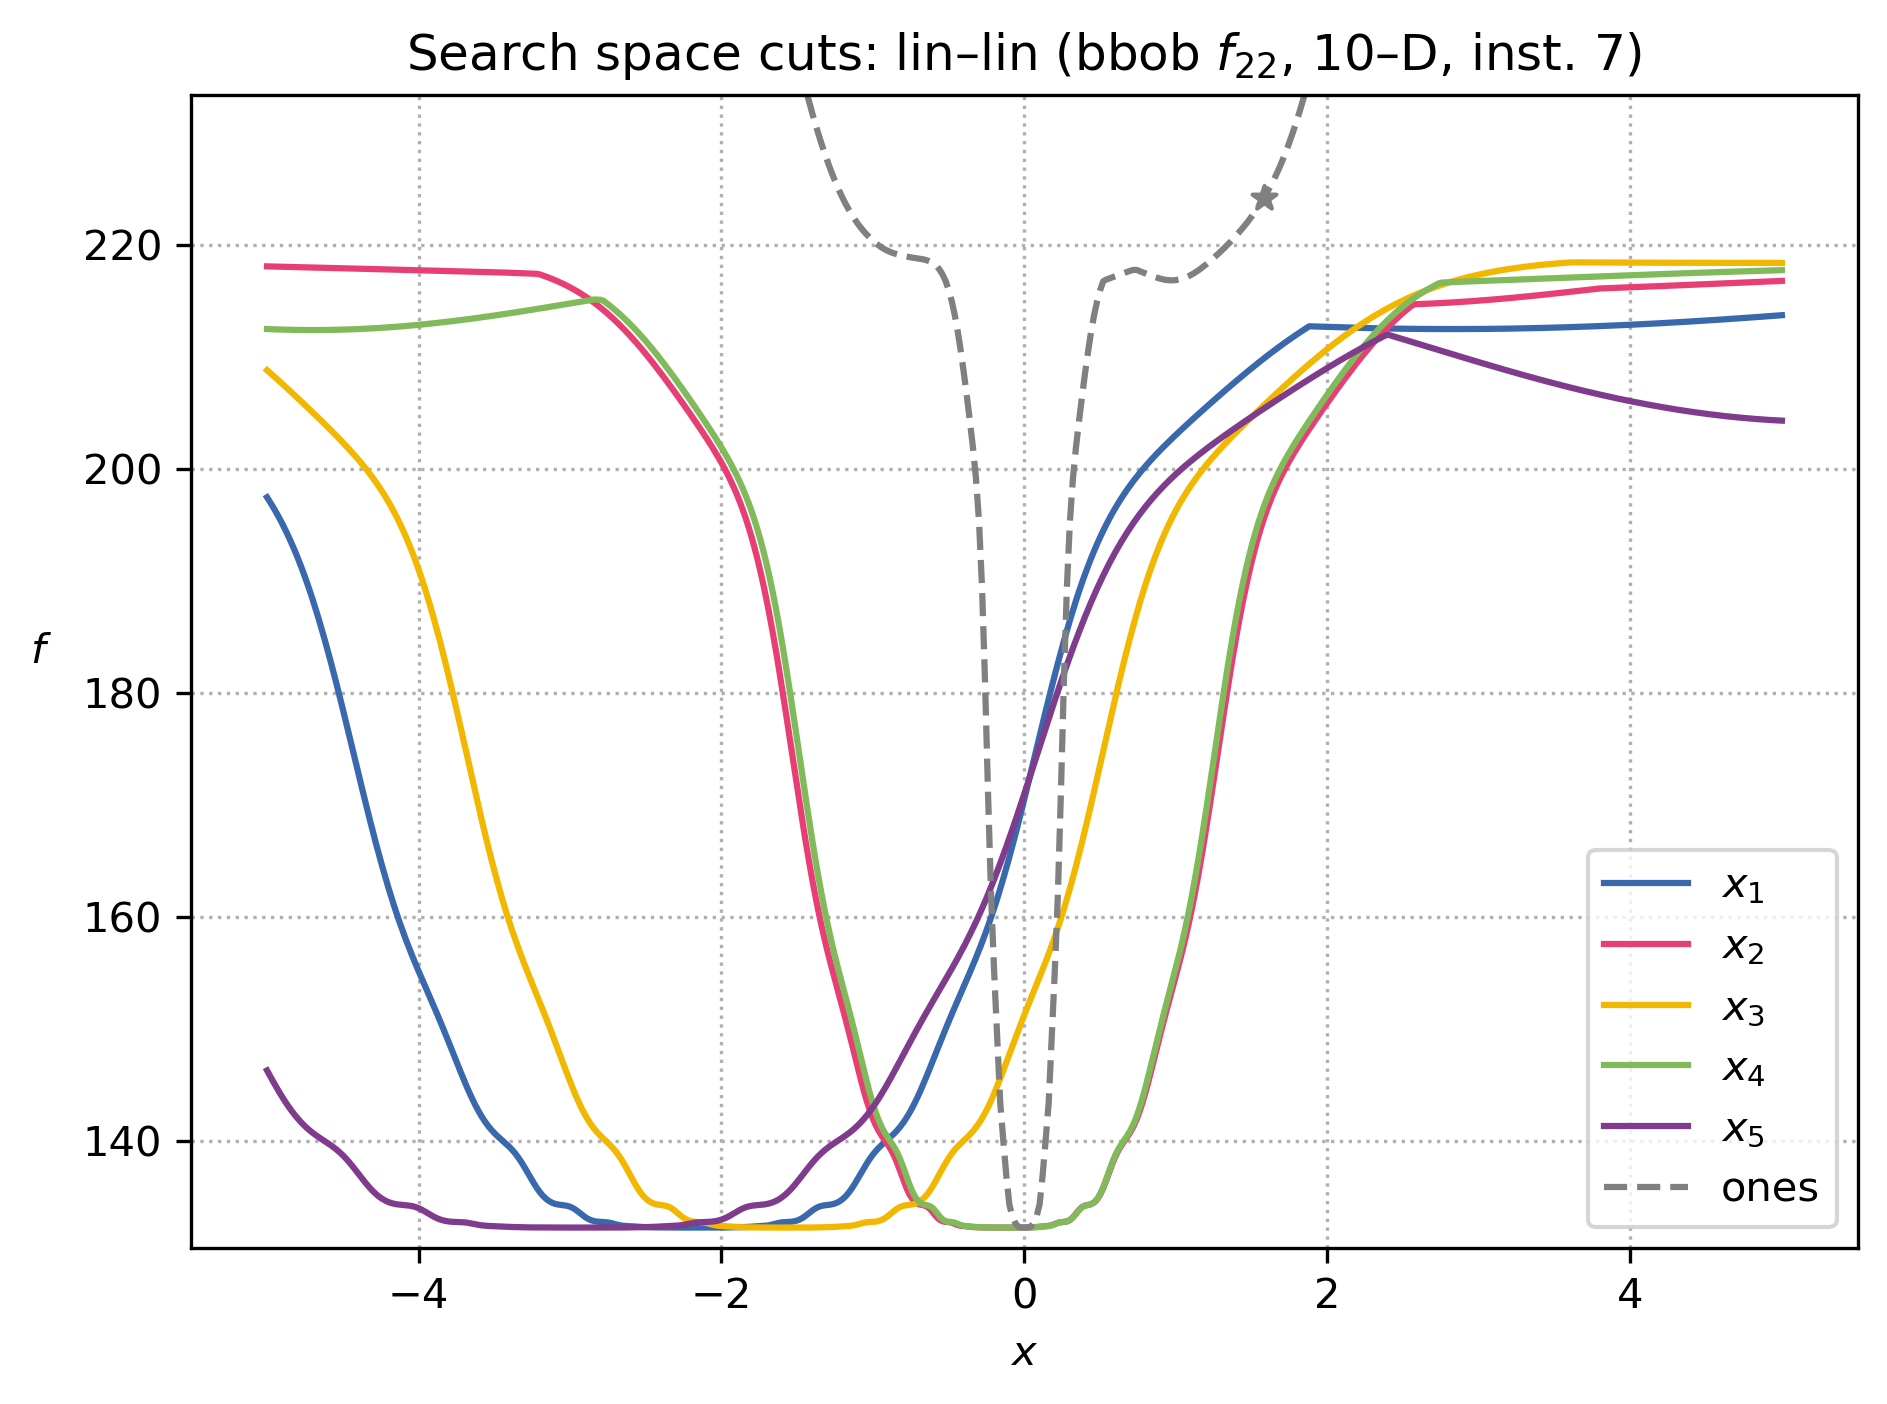 Search space cuts: lin–lin (bbob f₂₂, 10–D, inst. 7)
f
220
200
180
160
140
−4 −2 0 2 4
x
x₁
x₂
x₃
x₄
x₅
ones